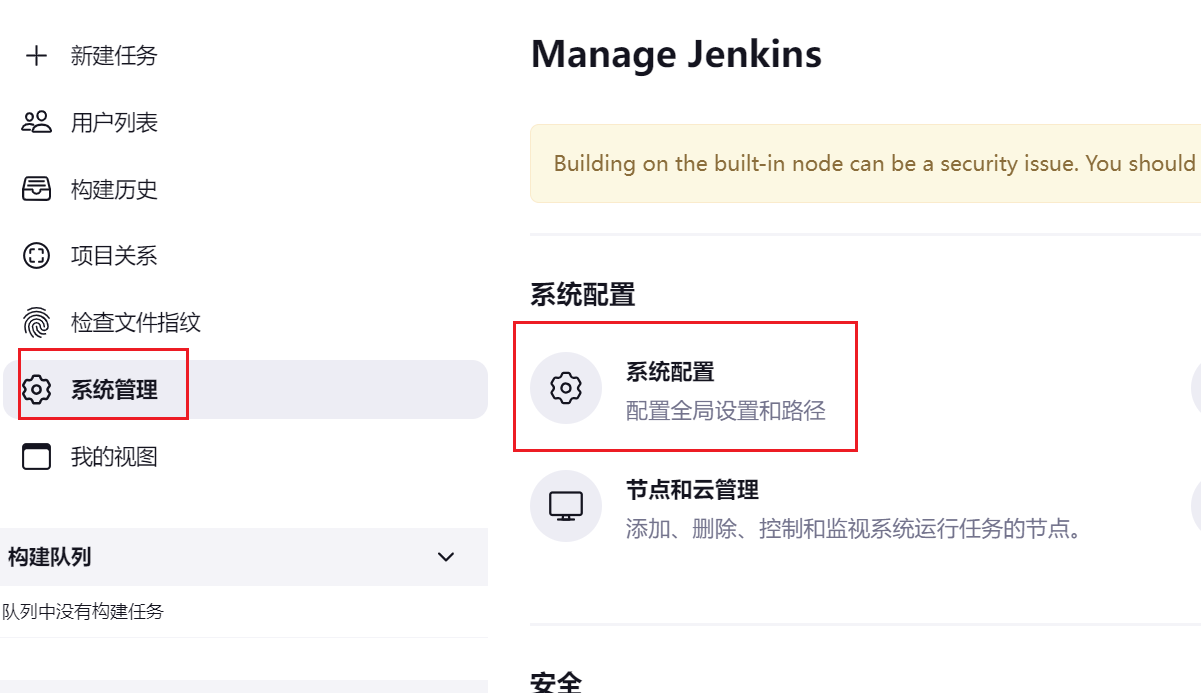 新建任务
用户列表
构建历史
项目关系
检查文件指纹
系统管理
我的视图
构建队列
队列中没有构建任务
Manage Jenkins
Building on the built-in node can be a security issue. You should
系统配置
系统配置
配置全局设置和路径
节点和云管理
添加、删除、控制和监视系统运行任务的节点。
安全